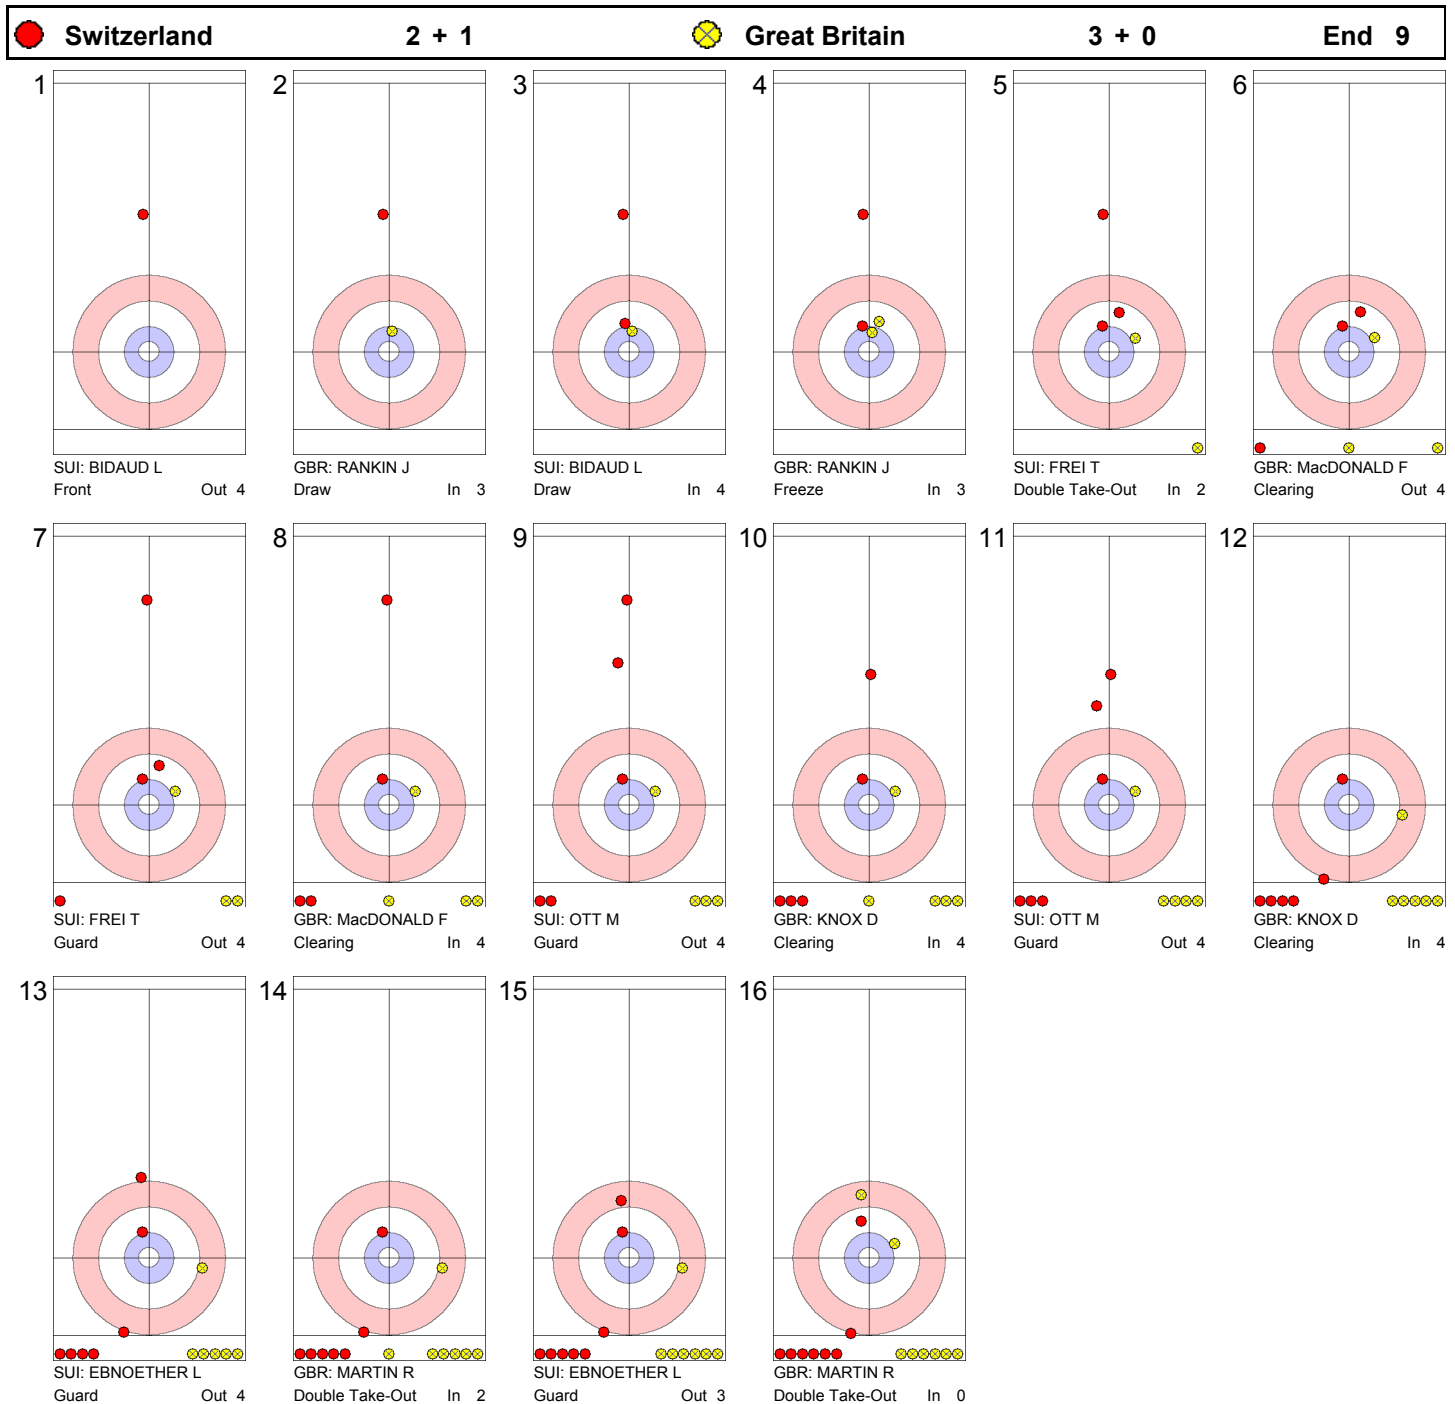 Switzerland 2 + 1 Great Britain 3 + 0 End 9
1 2 3 4 5 6
SUI: BIDAUD L GBR: RANKIN J SUI: BIDAUD L GBR: RANKIN J SUI: FREI T GBR: MacDONALD F
Front Out 4 Draw In 3 Draw In 4 Freeze In 3 Double Take-Out In 2 Clearing Out 4
7 8 9 10 11 12
SUI: FREI T GBR: MacDONALD F SUI: OTT M GBR: KNOX D SUI: OTT M GBR: KNOX D
Guard Out 4 Clearing In 4 Guard Out 4 Clearing In 4 Guard Out 4 Clearing In 4
13 14 15 16
SUI: EBNOETHER L GBR: MARTIN R SUI: EBNOETHER L GBR: MARTIN R
Guard Out 4 Double Take-Out In 2 Guard Out 3 Double Take-Out In 0